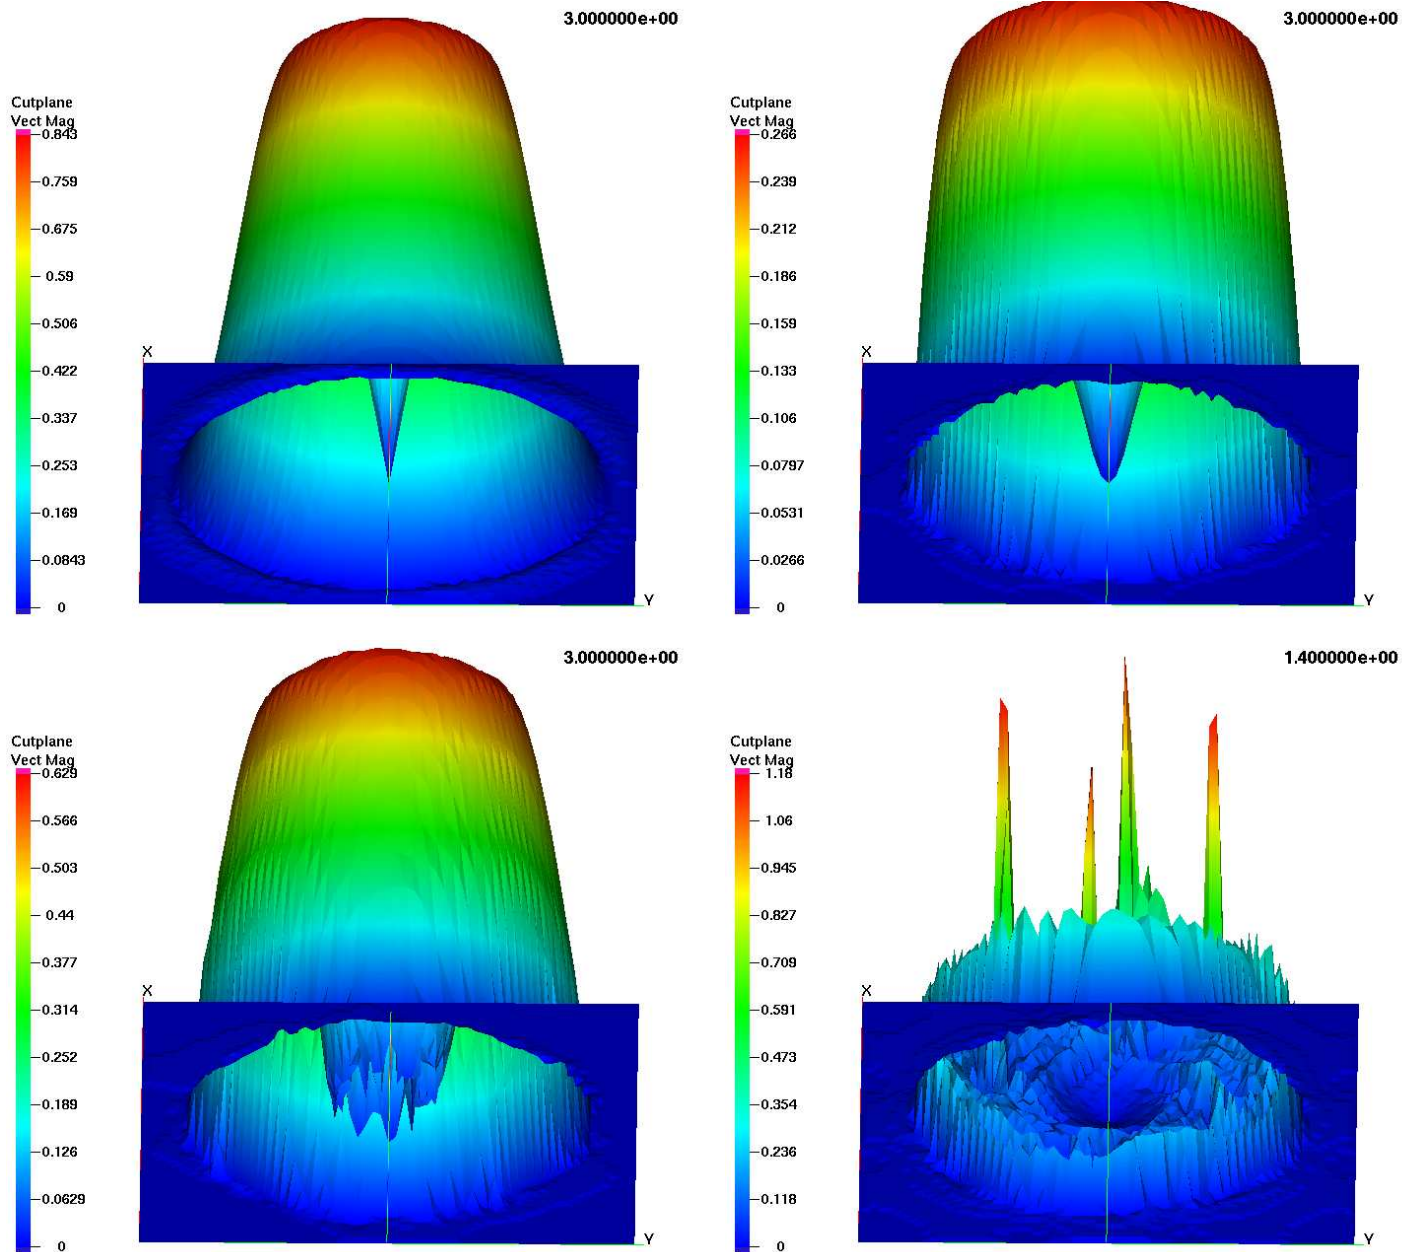 3.000000e+00
Cutplane
Vect Mag
0.843
0.759
0.675
0.59
0.506
0.422
0.337
0.253
0.169
0.0843
0
X
Y
3.000000e+00
Cutplane
Vect Mag
0.266
0.239
0.212
0.186
0.159
0.133
0.106
0.0797
0.0531
0.0266
0
X
Y
3.000000e+00
Cutplane
Vect Mag
0.629
0.566
0.503
0.44
0.377
0.314
0.252
0.189
0.126
0.0629
0
X
Y
1.400000e+00
Cutplane
Vect Mag
1.18
1.06
0.945
0.827
0.709
0.591
0.473
0.354
0.236
0.118
0
X
Y